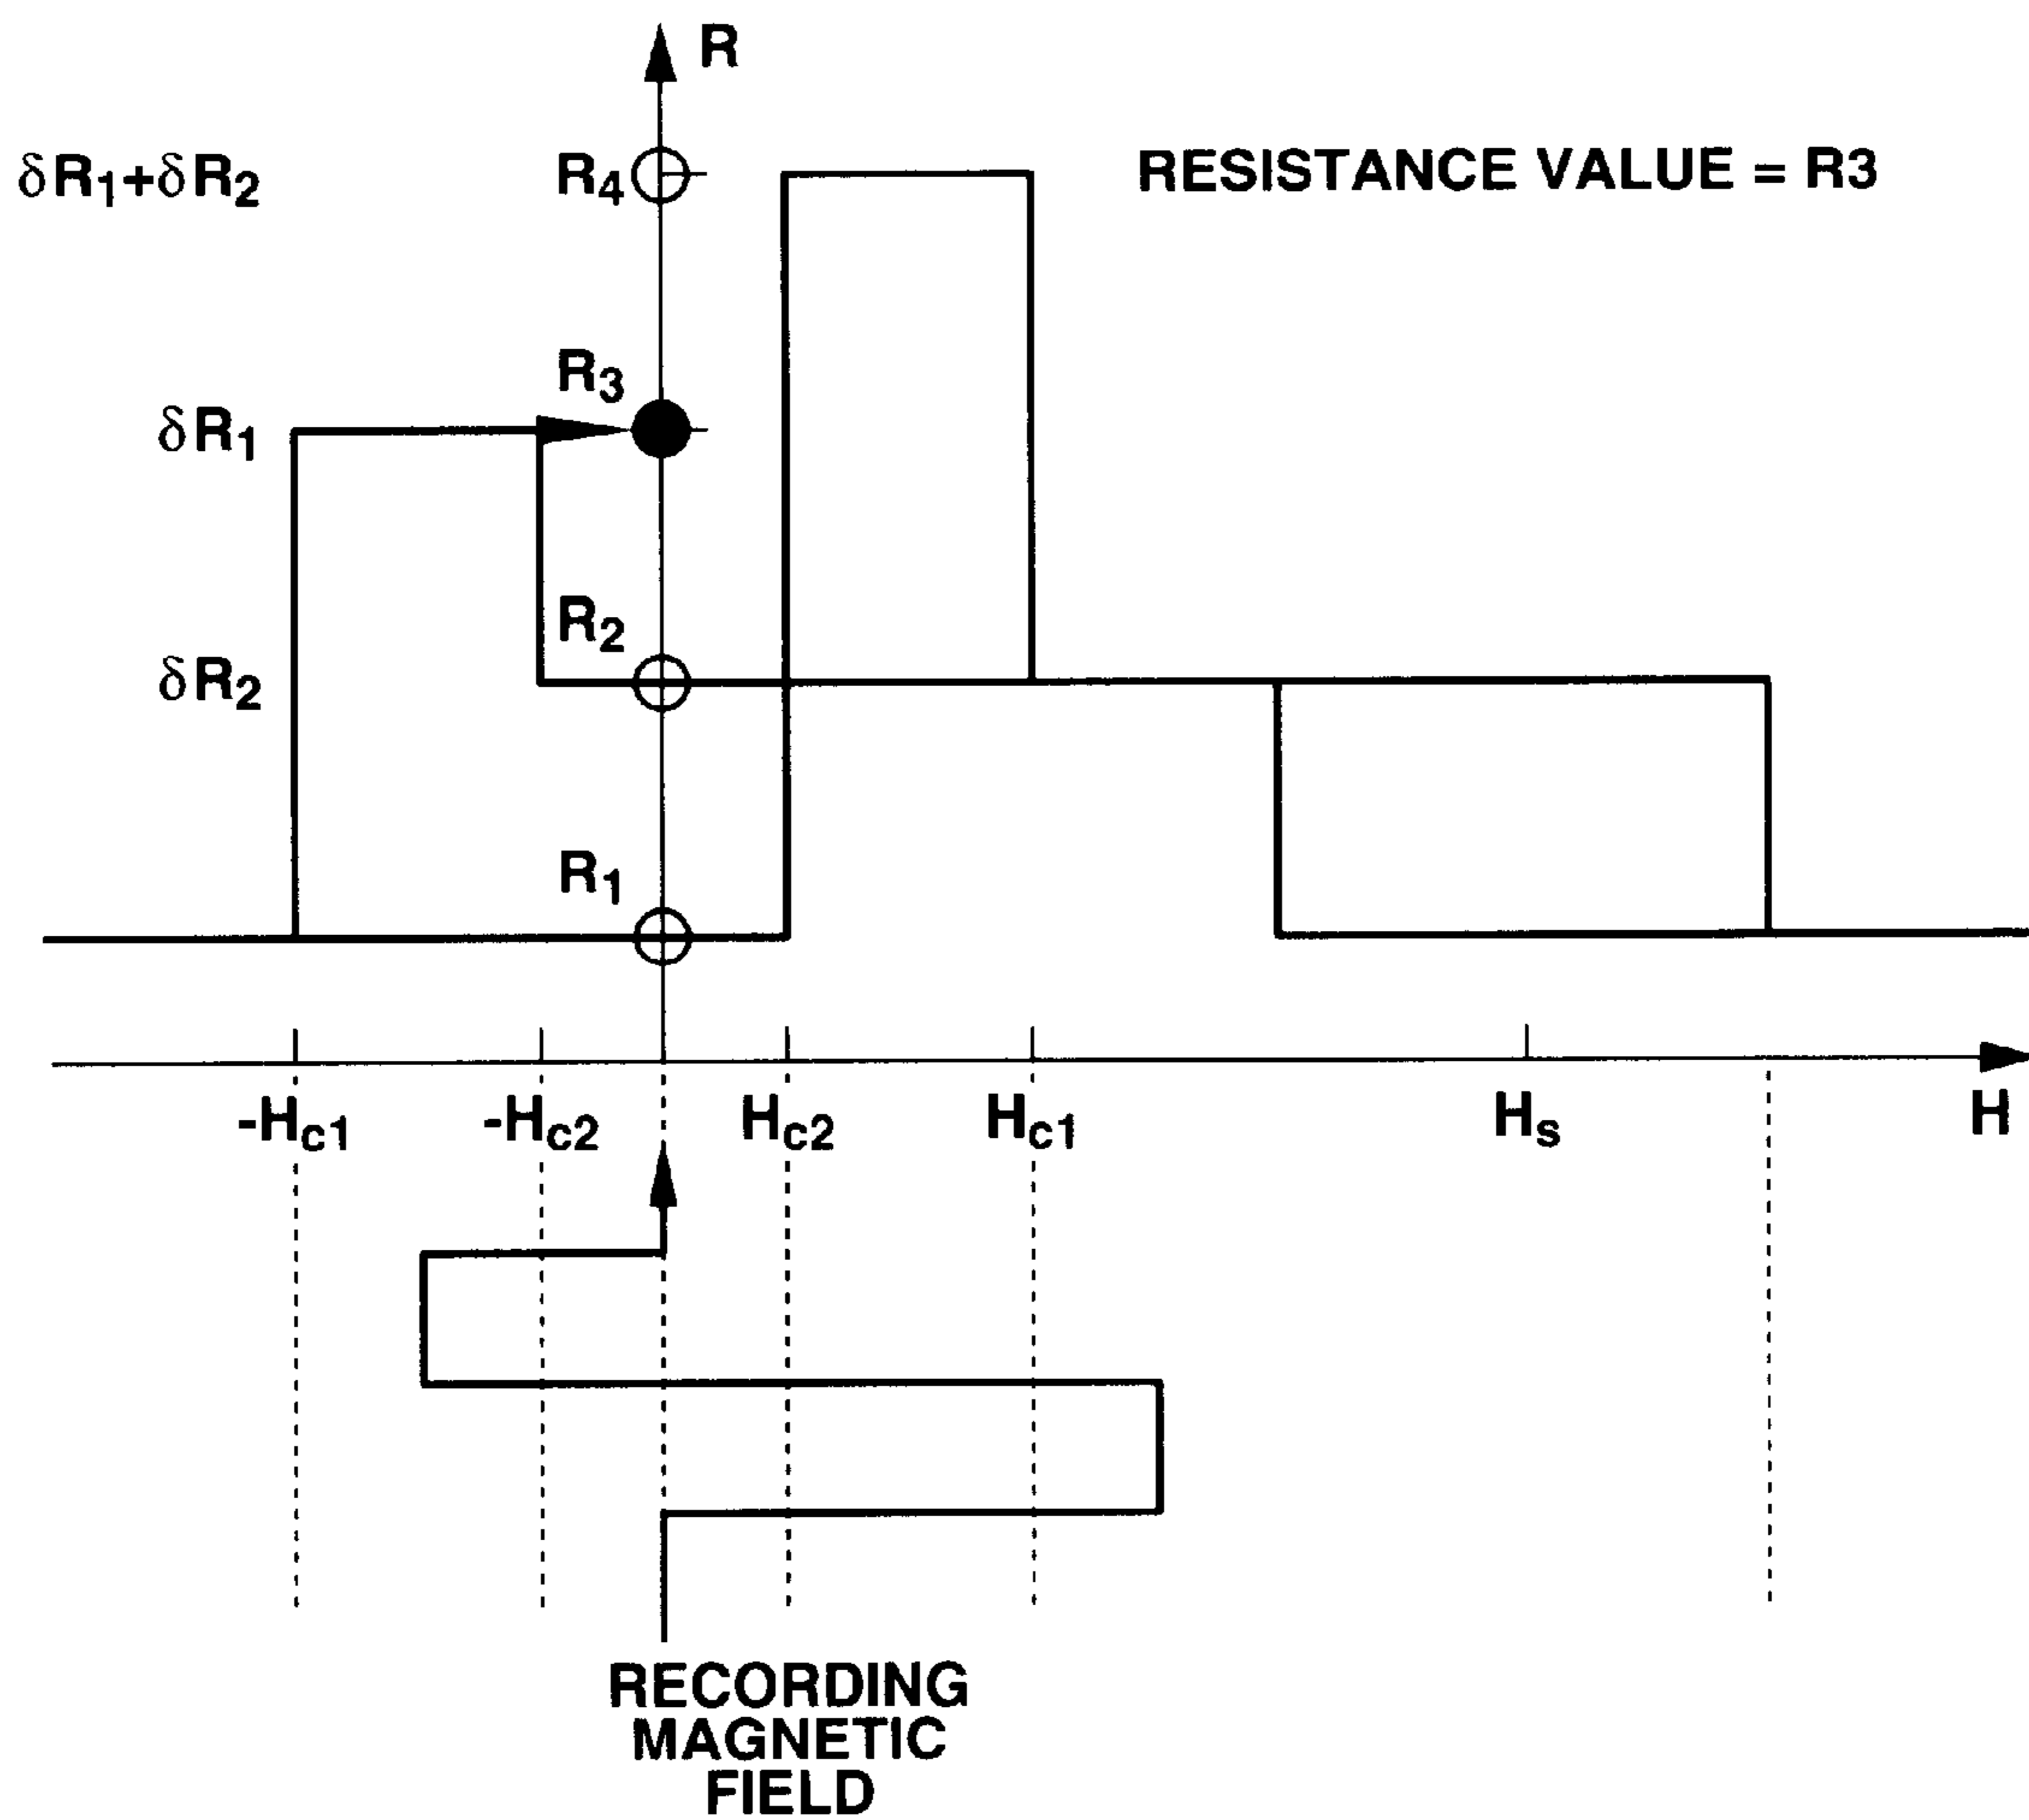 R
δR₁+δR₂ R₄ RESISTANCE VALUE = R3
R₃
δR₁
R₂
δR₂
R₁
-Hc1 -Hc2 Hc2 Hc1 Hs H
RECORDING
MAGNETIC
FIELD